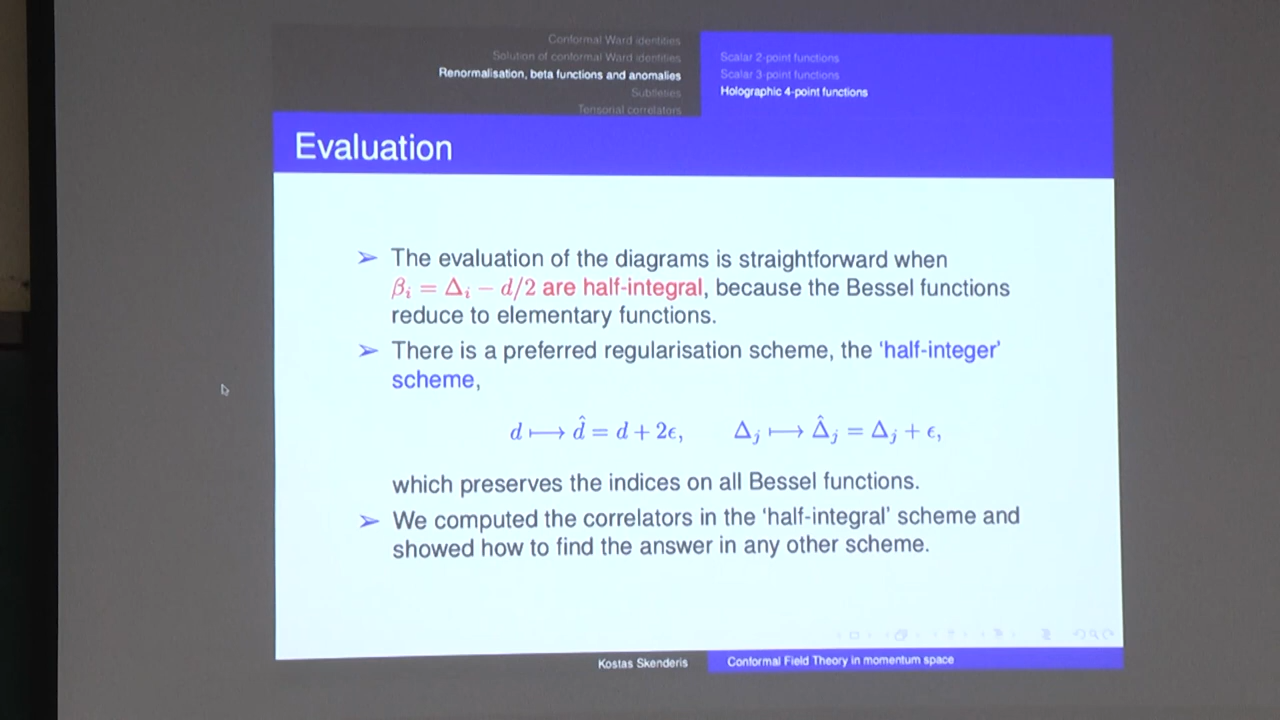 Conformal Ward identities
Solution of conformal Ward identities
Renormalisation, beta functions and anomalies
Subtleties
Tensorial correlators
Scalar 2-point functions
Scalar 3-point functions
Holographic 4-point functions
Evaluation
➢ The evaluation of the diagrams is straightforward when
βᵢ = Δᵢ − d/2 are half-integral, because the Bessel functions
reduce to elementary functions.
➢ There is a preferred regularisation scheme, the 'half-integer'
scheme,
d ⟼ d̂ = d + 2ϵ, Δⱼ ⟼ Δ̂ⱼ = Δⱼ + ϵ,
which preserves the indices on all Bessel functions.
➢ We computed the correlators in the 'half-integral' scheme and
showed how to find the answer in any other scheme.
Kostas Skenderis
Conformal Field Theory in momentum space